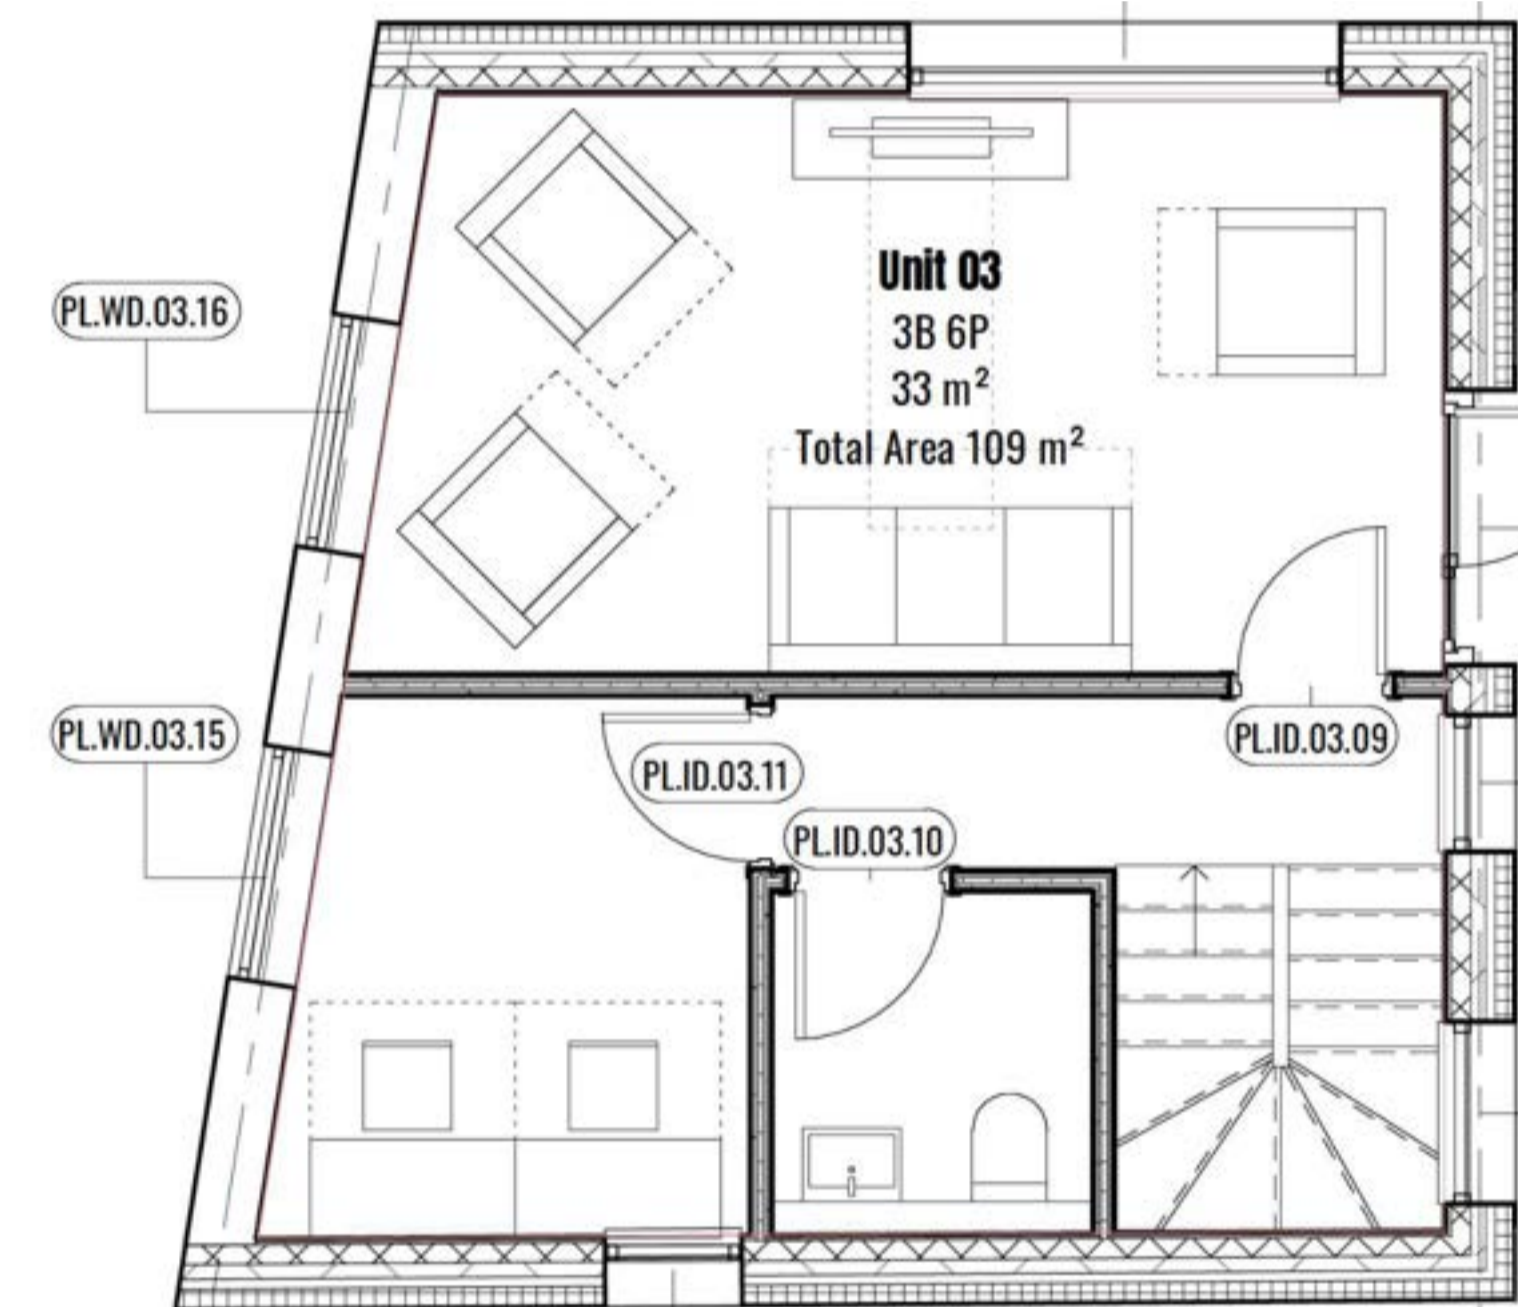 Unit 03
3B 6P
33 m²
Total Area 109 m²
PL.WD.03.16
PL.WD.03.15
PL.ID.03.09
PL.ID.03.11
PL.ID.03.10